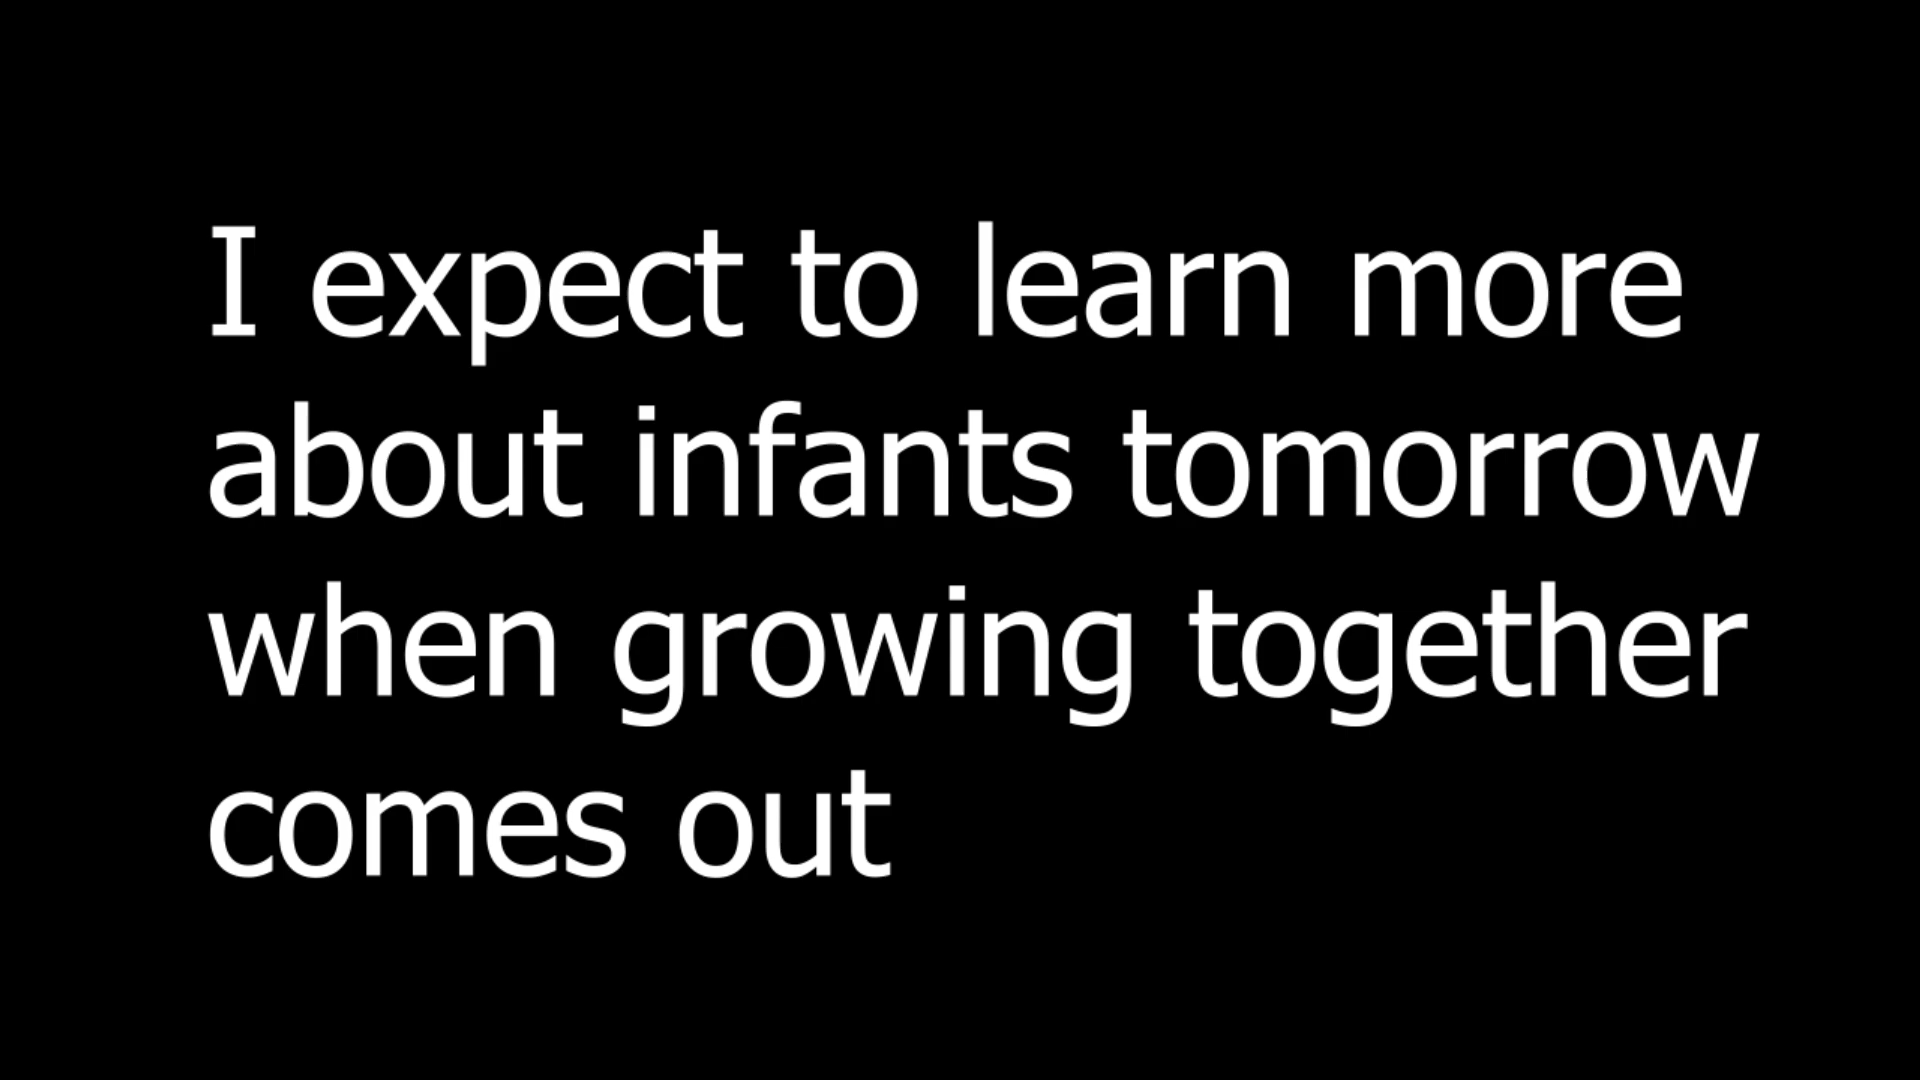 I expect to learn more
about infants tomorrow
when growing together
comes out